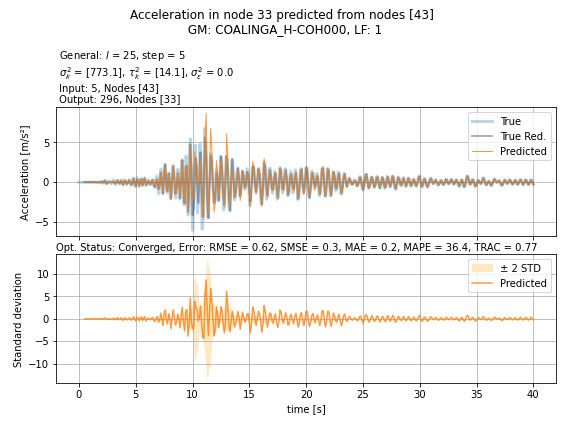 Acceleration in node 33 predicted from nodes [43]
GM: COALINGA_H-COH000, LF: 1
General: l = 25, step = 5
σ²ₖ = [773.1], τ²ₖ = [14.1], σ²ε = 0.0
Input: 5, Nodes [43]
Output: 296, Nodes [33]
Acceleration [m/s²]
5
0
−5
True
True Red.
Predicted
Opt. Status: Converged, Error: RMSE = 0.62, SMSE = 0.3, MAE = 0.2, MAPE = 36.4, TRAC = 0.77
Standard deviation
10
5
0
−5
−10
± 2 STD
Predicted
0 5 10 15 20 25 30 35 40
time [s]